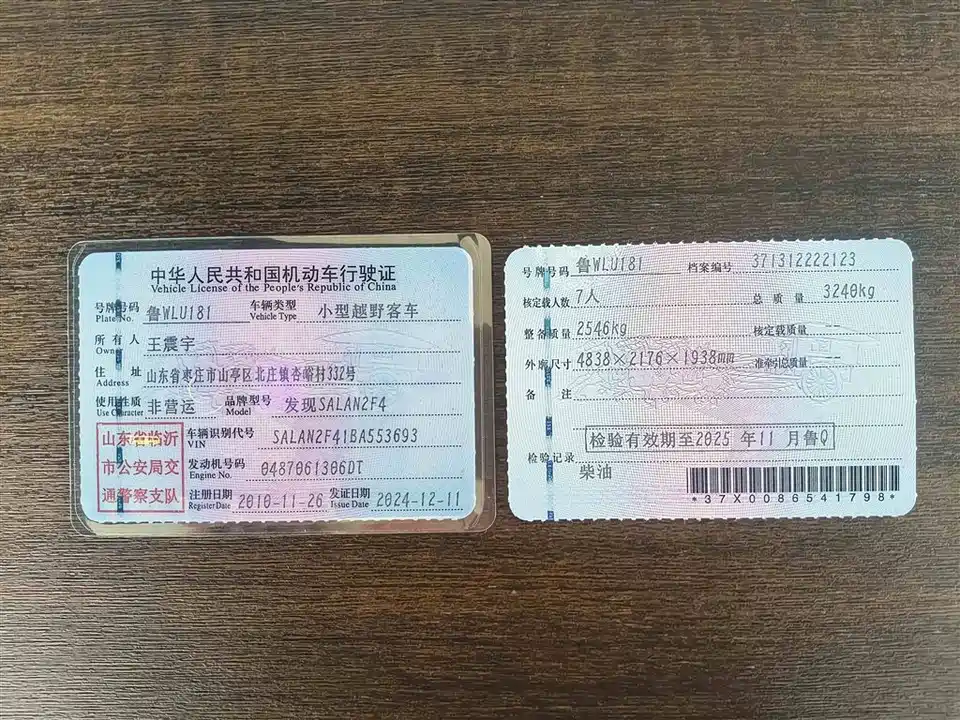 中华人民共和国机动车行驶证
Vehicle License of the People's Republic of China
号牌号码 鲁WLU181 车辆类型 小型越野客车
Plate No. Vehicle Type
所有人 王震宇
Owner
住址 山东省枣庄市山亭区北庄镇杏峪村332号
Address
使用性质 非营运 品牌型号 发现SALAN2F4
Use Character Model
山东省临沂
市公安局交
通警察支队
车辆识别代号 SALAN2F41BA553693
VIN
发动机号码 0487061306DT
Engine No.
注册日期 2010-11-26 发证日期 2024-12-11
Register Date Issue Date
号牌号码 鲁WLU181 档案编号 371312222123
核定载人数 7人 总质量 3240kg
整备质量 2546kg 核定载质量 --
外廓尺寸 4838×2176×1938mm 准牵引总质量 --
备注
检验有效期至2025年11月鲁Q
检验记录
柴油
*37X0086541798*